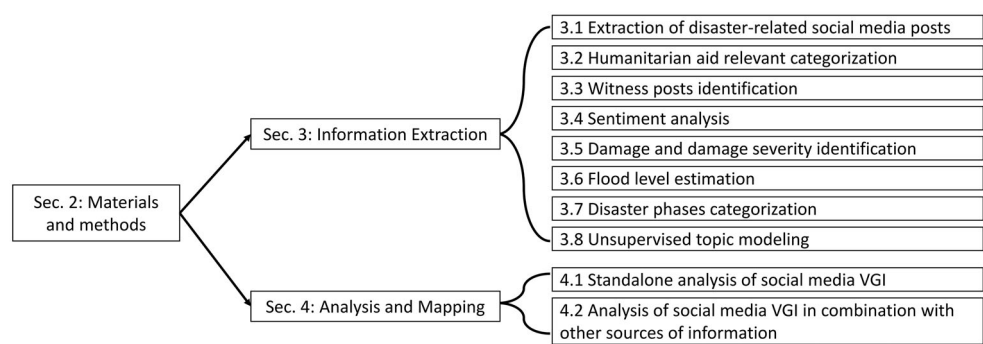 Sec. 2: Materials
and methods
Sec. 3: Information Extraction
3.1 Extraction of disaster-related social media posts
3.2 Humanitarian aid relevant categorization
3.3 Witness posts identification
3.4 Sentiment analysis
3.5 Damage and damage severity identification
3.6 Flood level estimation
3.7 Disaster phases categorization
3.8 Unsupervised topic modeling
Sec. 4: Analysis and Mapping
4.1 Standalone analysis of social media VGI
4.2 Analysis of social media VGI in combination with
other sources of information